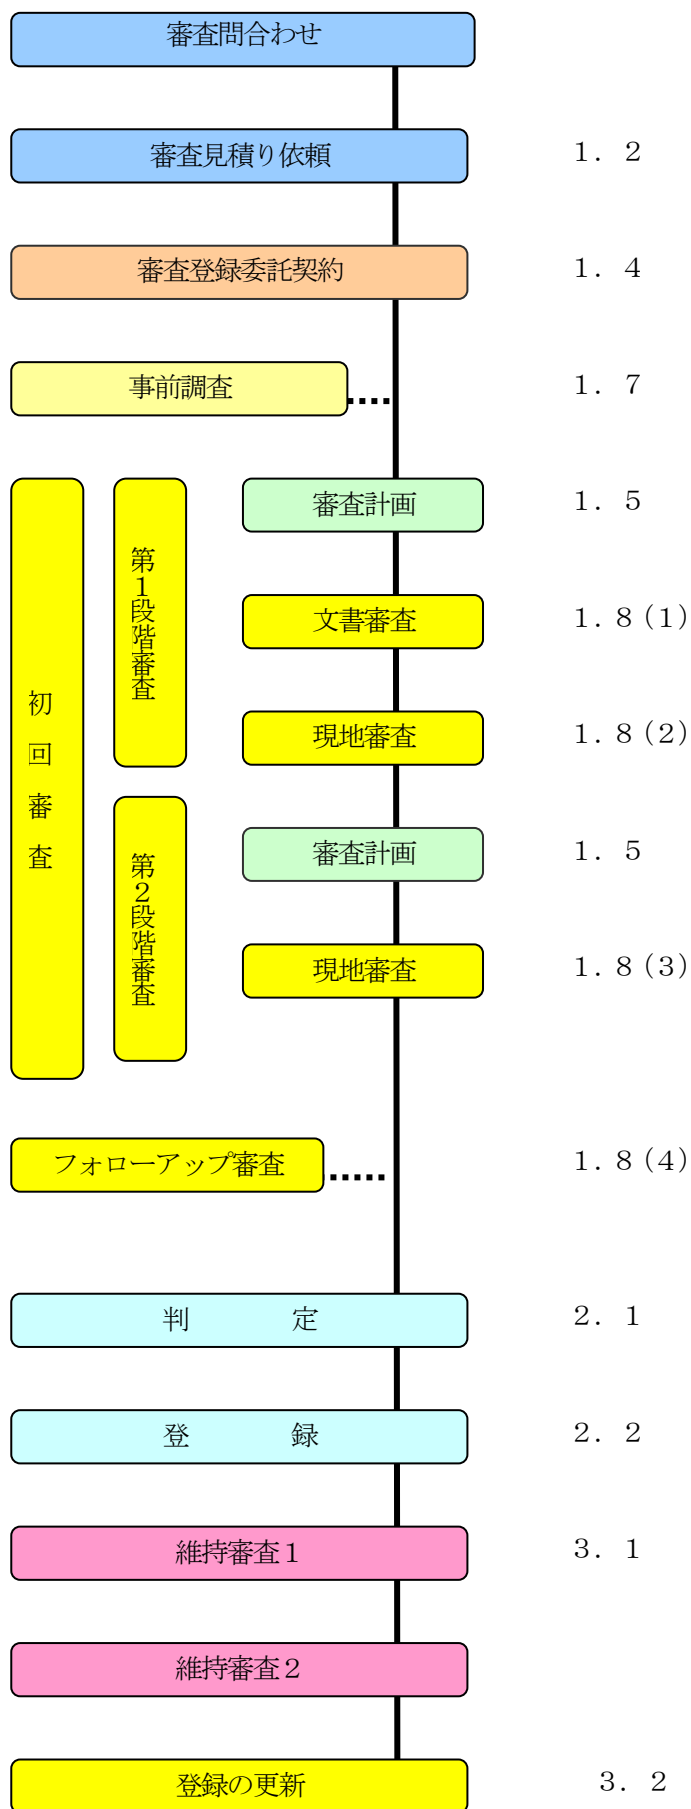 審査問合わせ
審査見積り依頼 1．2
審査登録委託契約 1．4
事前調査 1．7
初回審査
第1段階審査
審査計画 1．5
文書審査 1．8（1）
現地審査 1．8（2）
第2段階審査
審査計画 1．5
現地審査 1．8（3）
フォローアップ審査 1．8（4）
判　定 2．1
登　録 2．2
維持審査1 3．1
維持審査2
登録の更新 3．2